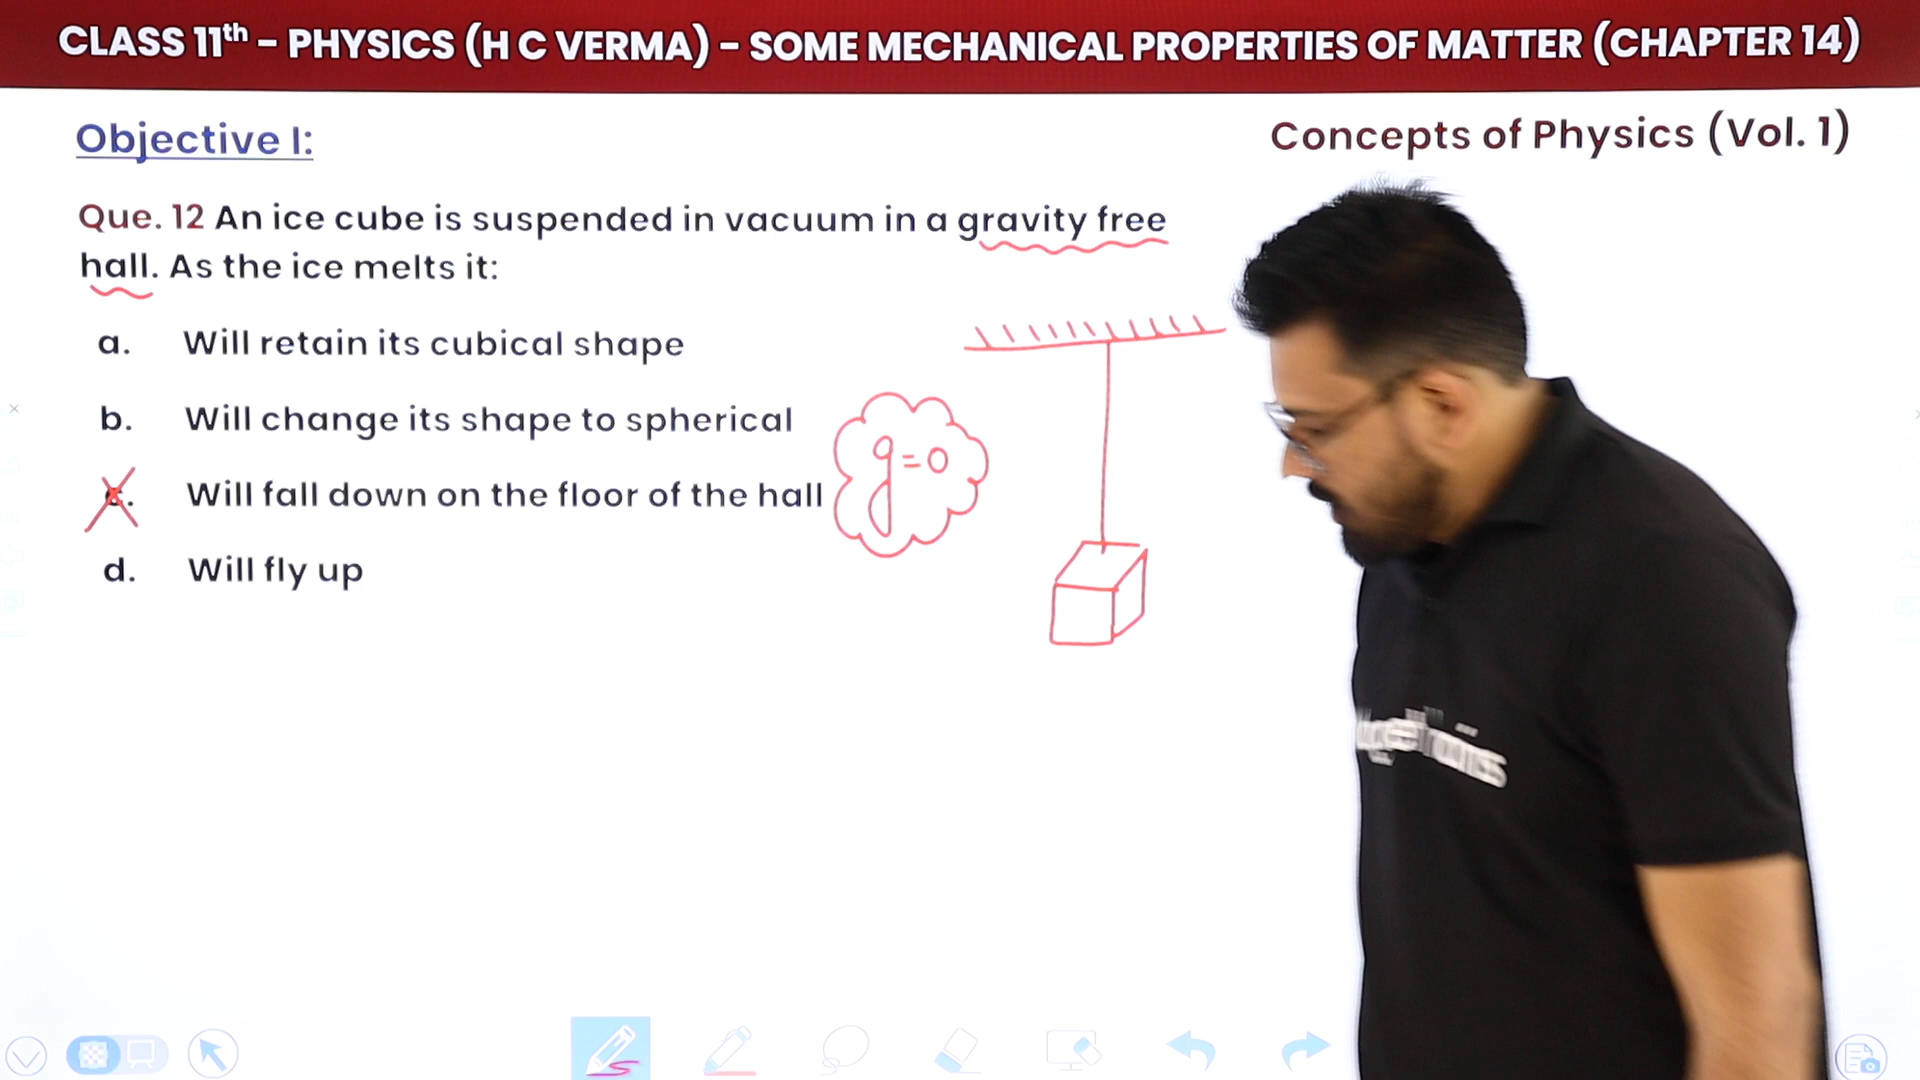 CLASS 11th - PHYSICS (H C VERMA) - SOME MECHANICAL PROPERTIES OF MATTER (CHAPTER 14)
Objective I:
Concepts of Physics (Vol. 1)
Que. 12 An ice cube is suspended in vacuum in a gravity free
hall. As the ice melts it:
a. Will retain its cubical shape
b. Will change its shape to spherical
c. Will fall down on the floor of the hall
d. Will fly up
g = 0